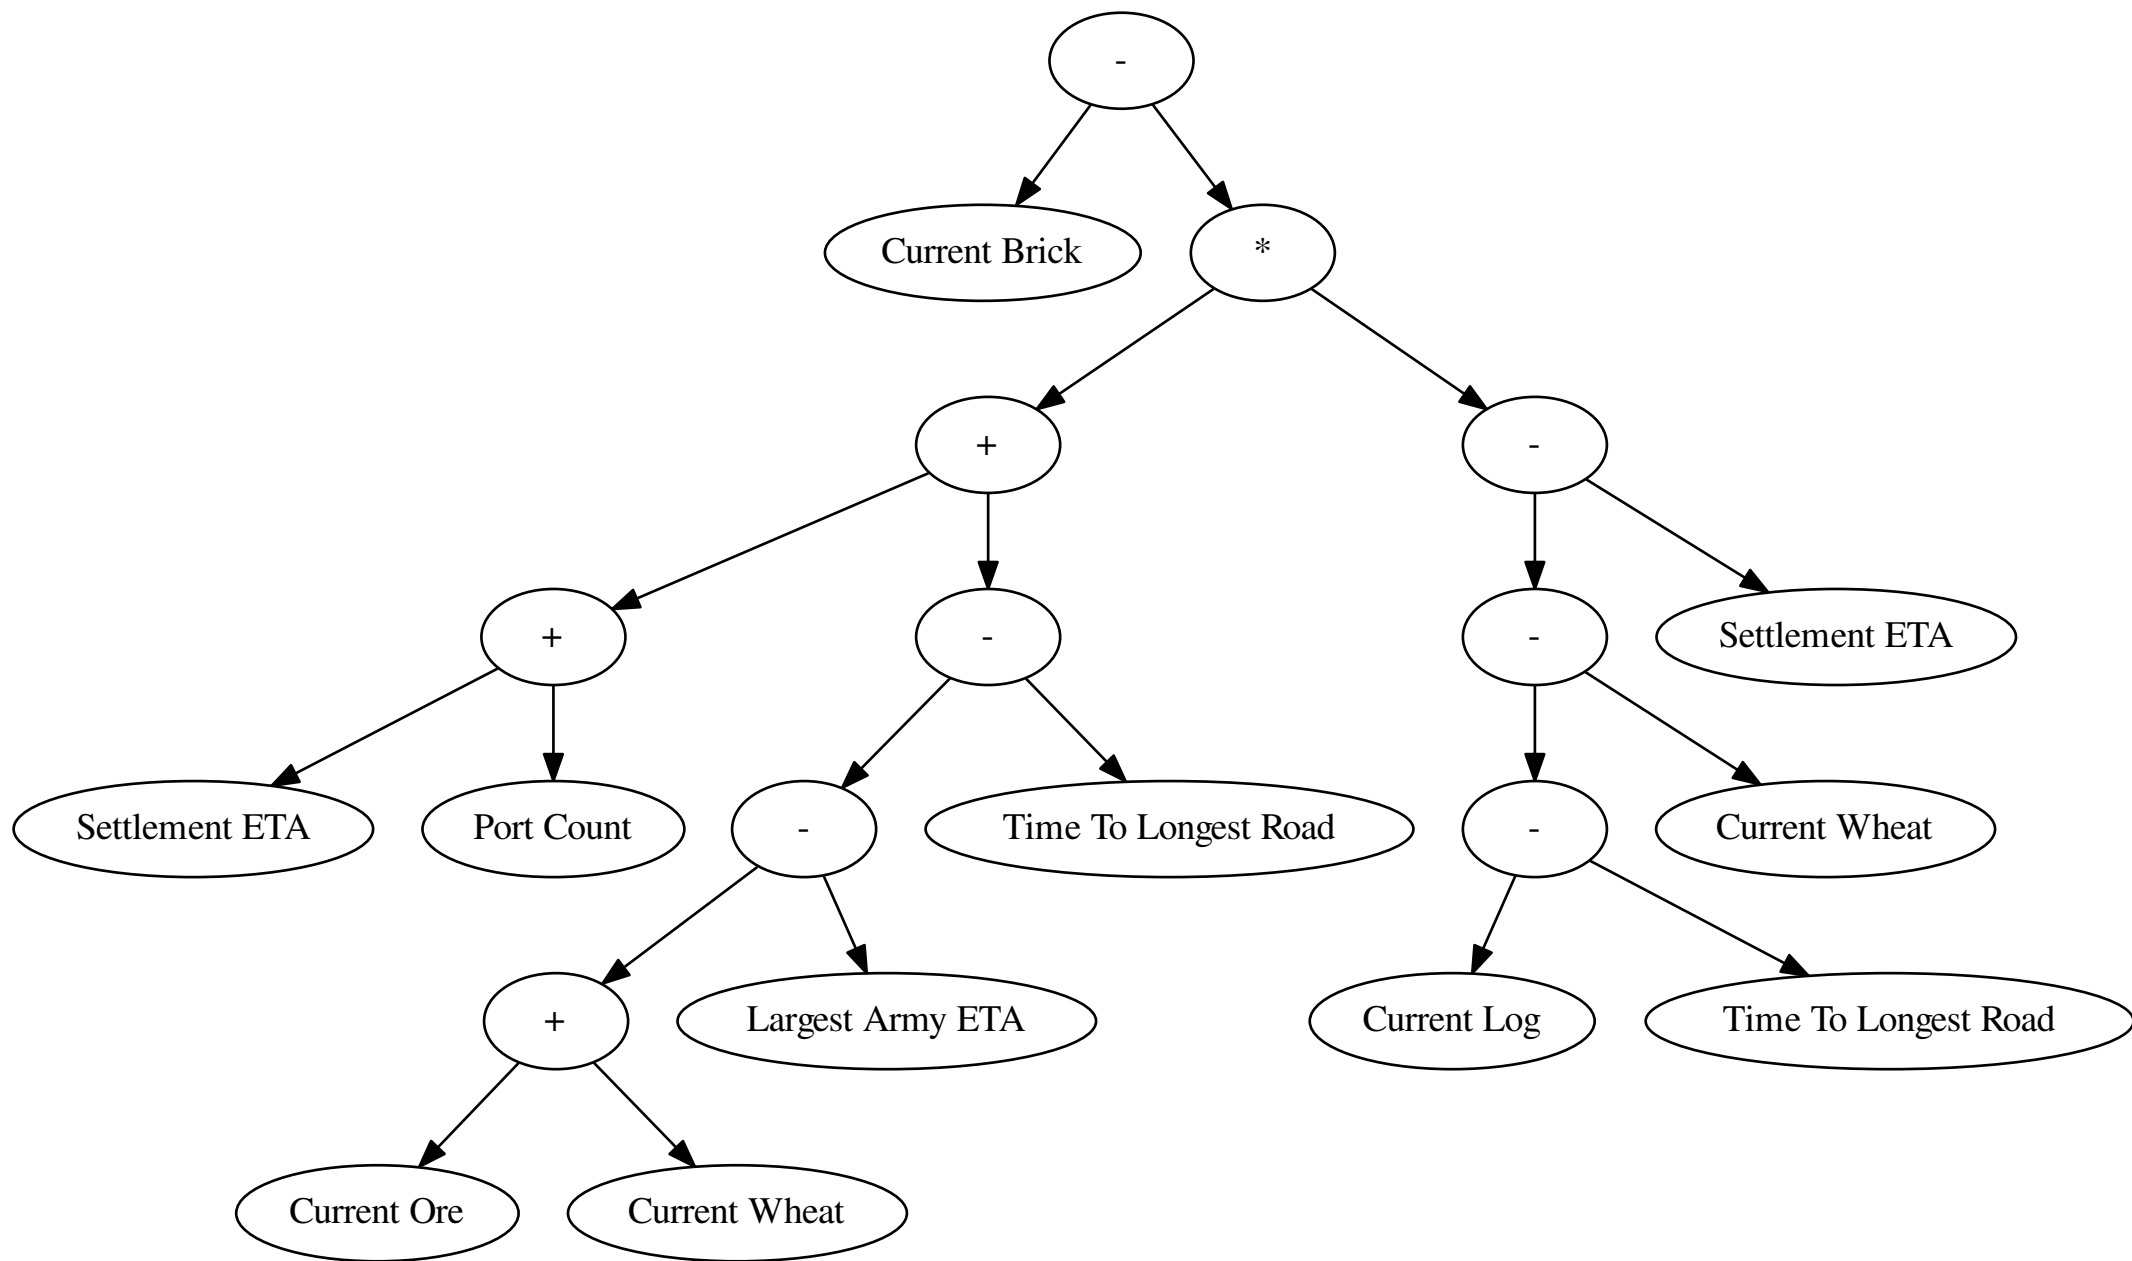 -
Current Brick
*
+
-
+
-
-
Settlement ETA
Settlement ETA
Port Count
-
Time To Longest Road
-
Current Wheat
+
Largest Army ETA
Current Log
Time To Longest Road
Current Ore
Current Wheat